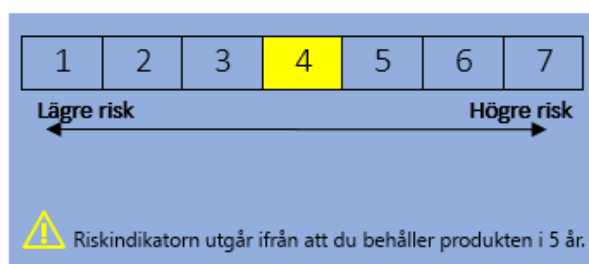 1 2 3 4 5 6 7
Lägre risk Högre risk
Riskindikatorn utgår ifrån att du behåller produkten i 5 år.